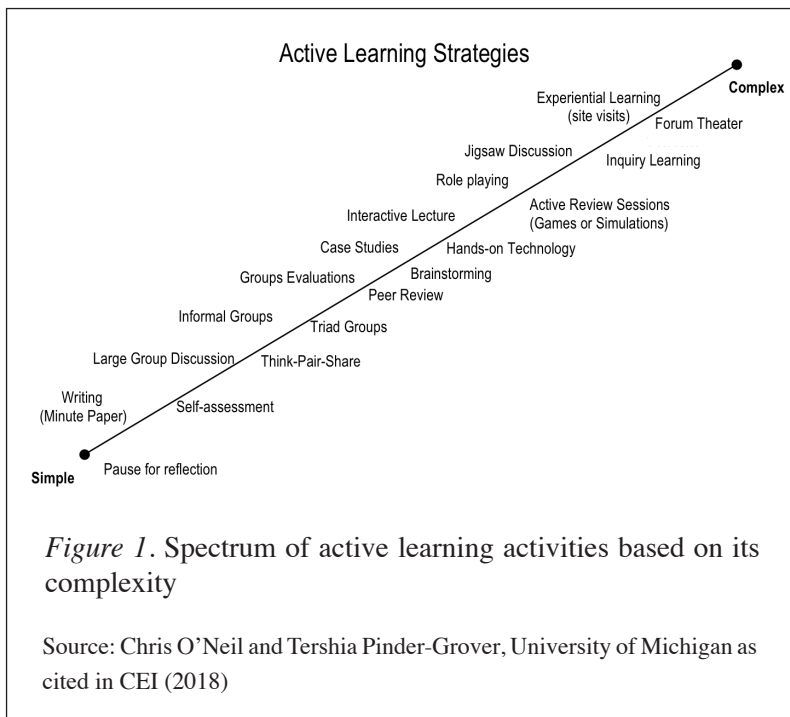 Active Learning Strategies
Complex
Experiential Learning
(site visits)
Forum Theater
Jigsaw Discussion
Inquiry Learning
Role playing
Active Review Sessions
(Games or Simulations)
Interactive Lecture
Case Studies
Hands-on Technology
Groups Evaluations
Brainstorming
Peer Review
Informal Groups
Triad Groups
Large Group Discussion
Think-Pair-Share
Writing
(Minute Paper)
Self-assessment
Pause for reflection
Simple
Figure 1. Spectrum of active learning activities based on its
complexity
Source: Chris O’Neil and Tershia Pinder-Grover, University of Michigan as
cited in CEI (2018)